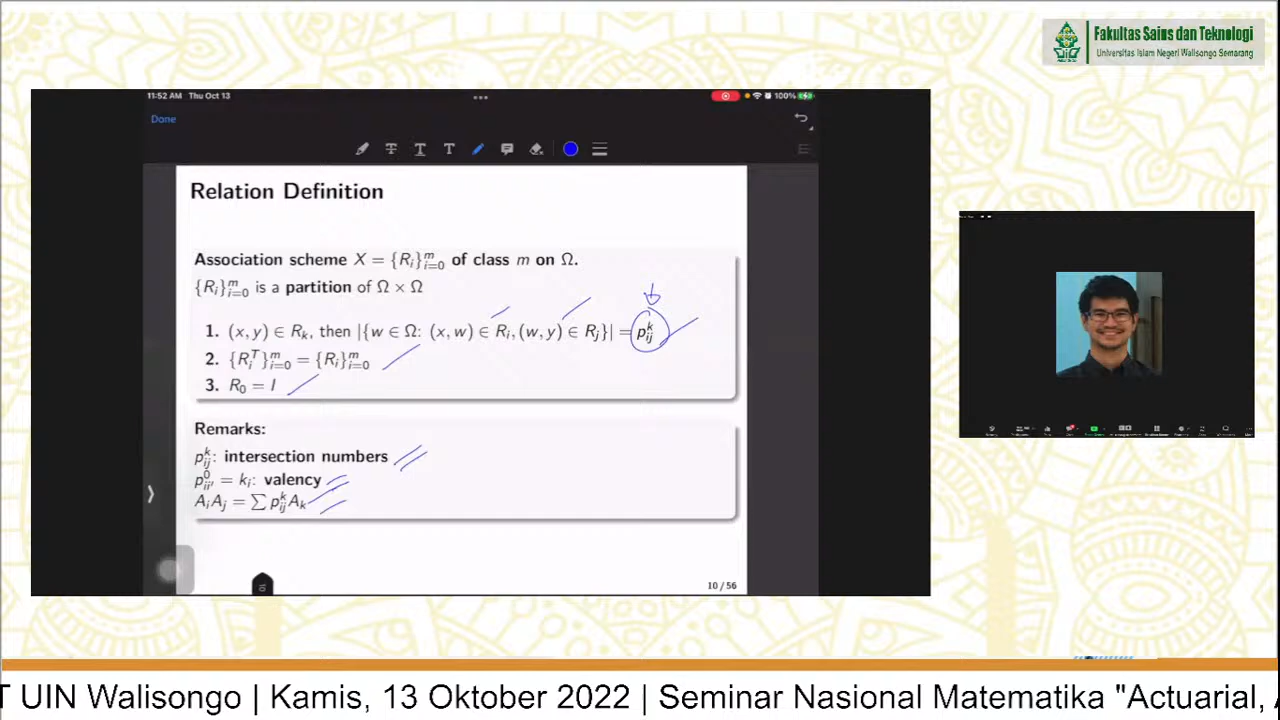 Fakultas Sains dan Teknologi
Universitas Islam Negeri Walisongo Semarang
11:52 AM Thu Oct 13
100%
Done
Relation Definition
Association scheme X = {R_i}_{i=0}^m of class m on Ω.
{R_i}_{i=0}^m is a partition of Ω × Ω
1. (x, y) ∈ R_k, then |{w ∈ Ω: (x, w) ∈ R_i, (w, y) ∈ R_j}| = p_{ij}^k
2. {R_i^T}_{i=0}^m = {R_i}_{i=0}^m
3. R_0 = I
Remarks:
p_{ij}^k: intersection numbers
p_{ii'}^0 = k_i: valency
A_iA_j = ∑ p_{ij}^k A_k
10 / 56
T UIN Walisongo | Kamis, 13 Oktober 2022 | Seminar Nasional Matematika "Actuarial,